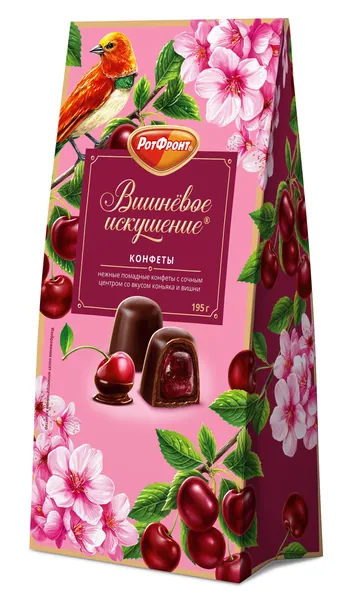 РотФронт®
Вишнёвое
искушение®
КОНФЕТЫ
нежные помадные конфеты с сочным
центром со вкусом коньяка и вишни
195 г